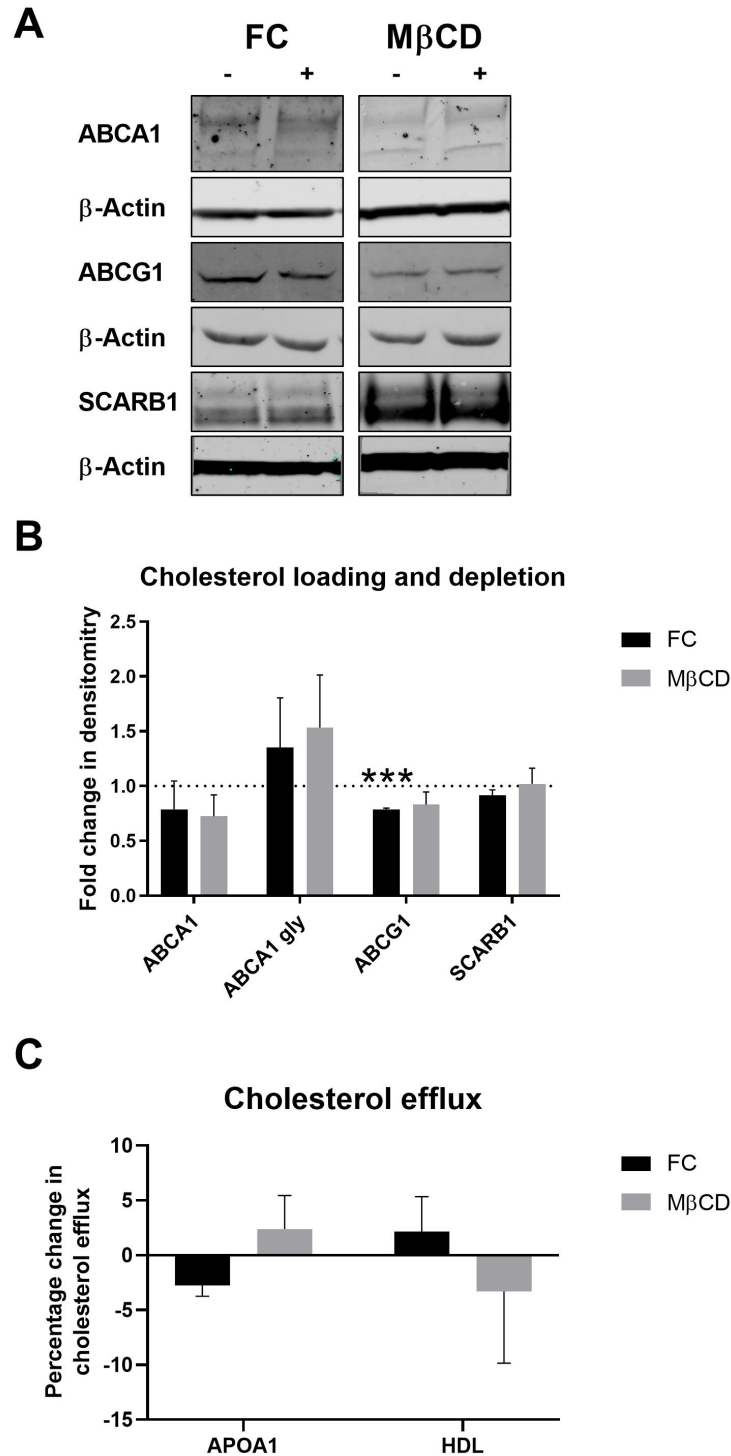 A
FC MβCD
- + - +
ABCA1
β-Actin
ABCG1
β-Actin
SCARB1
β-Actin
B
Cholesterol loading and depletion
Fold change in densitomitry
2.5
2.0
1.5
1.0
0.5
0.0
***
FC
MβCD
ABCA1 ABCA1 gly ABCG1 SCARB1
C
Cholesterol efflux
Percentage change in
cholesterol efflux
10
5
0
-5
-10
-15
FC
MβCD
APOA1 HDL